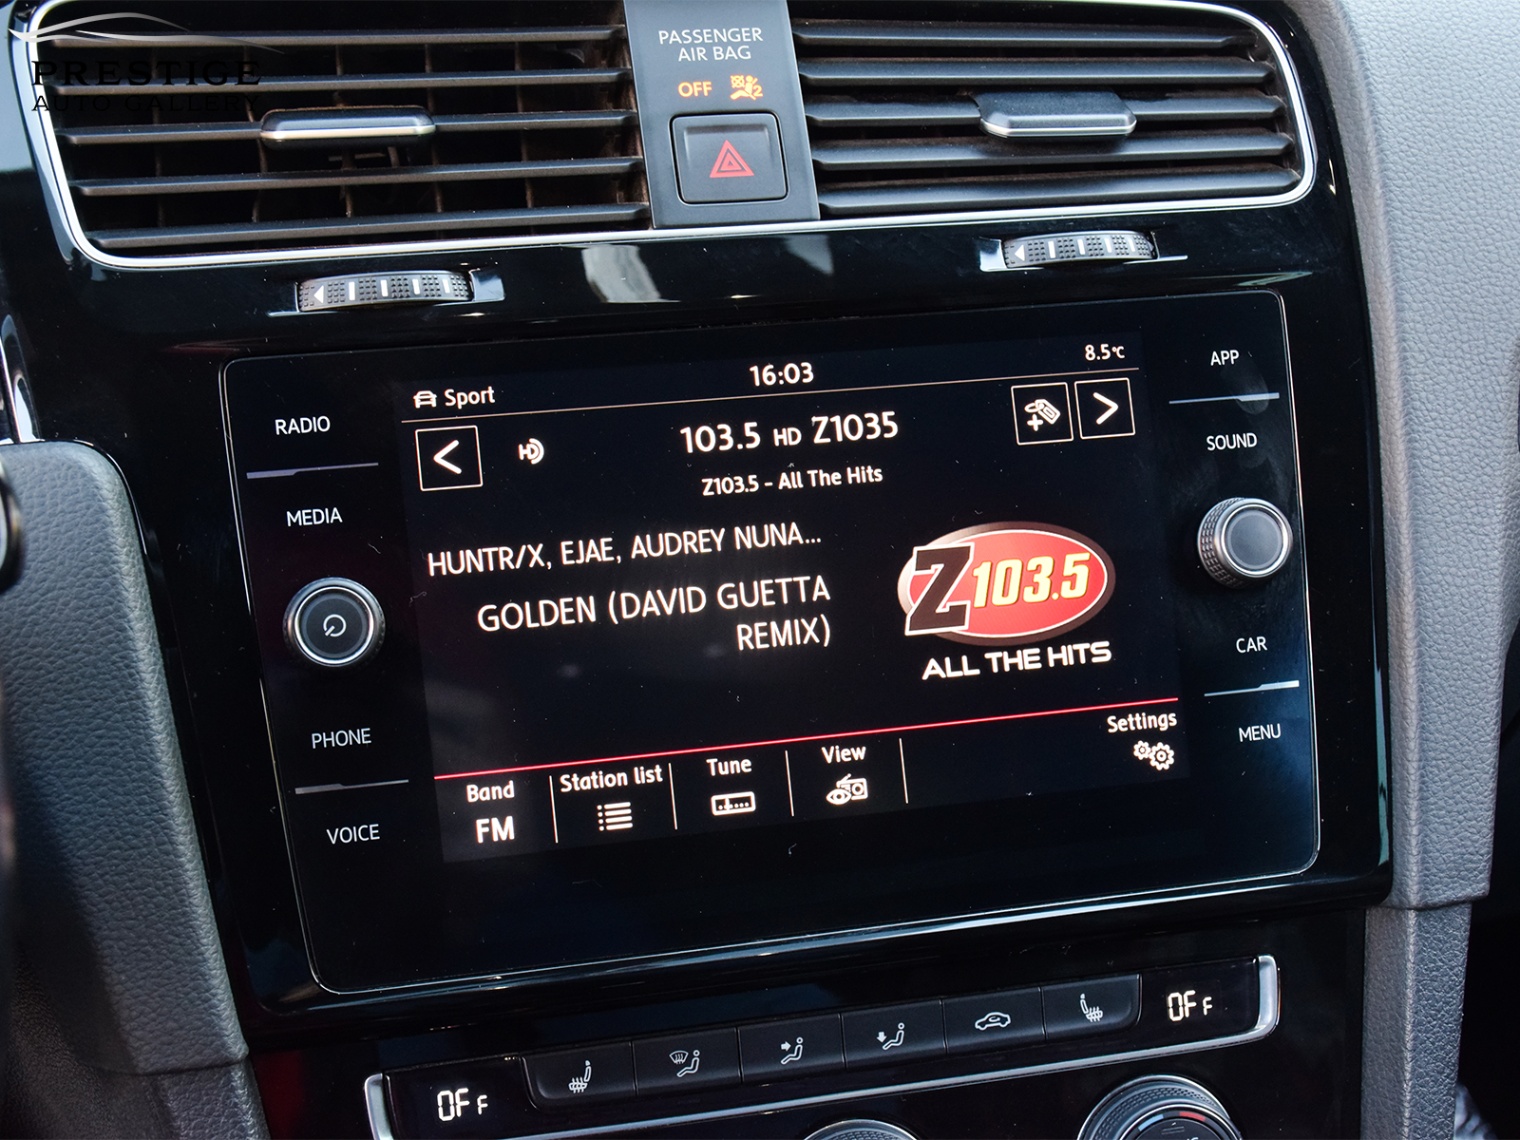 PRESTIGE
AUTO GALLERY
PASSENGER
AIR BAG
OFF
2
RADIO
MEDIA
PHONE
VOICE
Sport
16:03
8.5°C
103.5 HD Z1035
HD
Z103.5 - All The Hits
HUNTR/X, EJAE, AUDREY NUNA...
GOLDEN (DAVID GUETTA
REMIX)
Z103.5
ALL THE HITS
Band
FM
Station list
Tune
View
Settings
APP
SOUND
CAR
MENU
OFF
OFF